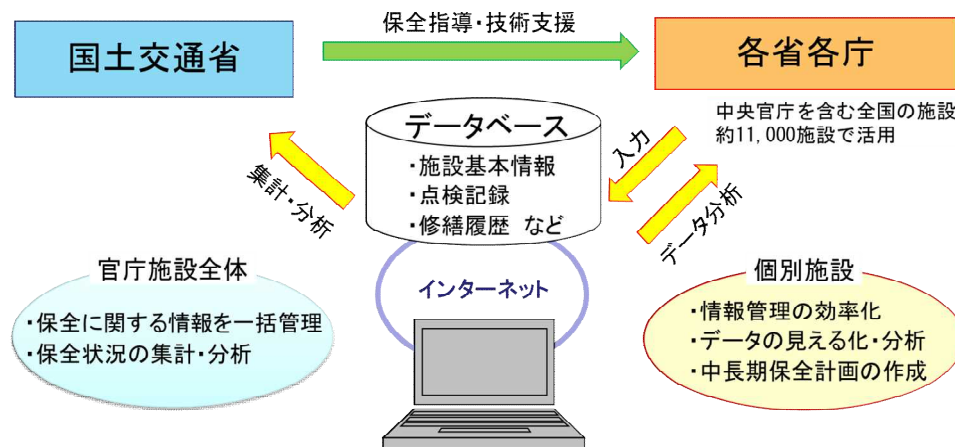 保全指導・技術支援
国土交通省
各省各庁
中央官庁を含む全国の施設
約11,000施設で活用
データベース
・施設基本情報
・点検記録
・修繕履歴 など
集計・分析
入力
データ分析
インターネット
官庁施設全体
・保全に関する情報を一括管理
・保全状況の集計・分析
個別施設
・情報管理の効率化
・データの見える化・分析
・中長期保全計画の作成